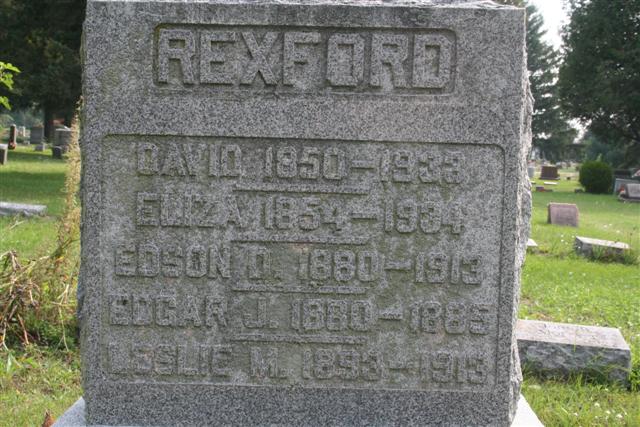 REXFORD
DAVID 1850-1933
ELIZA 1854-1934
EDSON D. 1880-1913
EDGAR J. 1880-1885
LESLIE M. 1893-1913